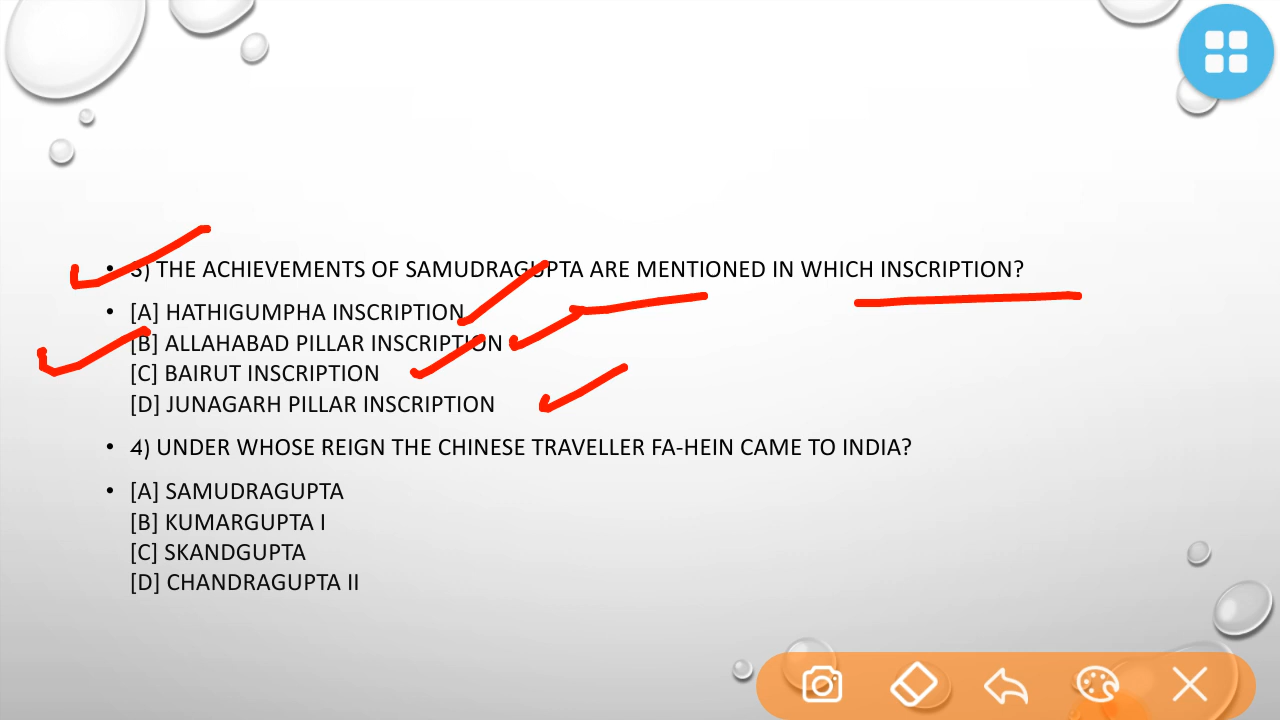 • 3) THE ACHIEVEMENTS OF SAMUDRAGUPTA ARE MENTIONED IN WHICH INSCRIPTION?
• [A] HATHIGUMPHA INSCRIPTION
[B] ALLAHABAD PILLAR INSCRIPTION
[C] BAIRUT INSCRIPTION
[D] JUNAGARH PILLAR INSCRIPTION
• 4) UNDER WHOSE REIGN THE CHINESE TRAVELLER FA-HEIN CAME TO INDIA?
• [A] SAMUDRAGUPTA
[B] KUMARGUPTA I
[C] SKANDGUPTA
[D] CHANDRAGUPTA II